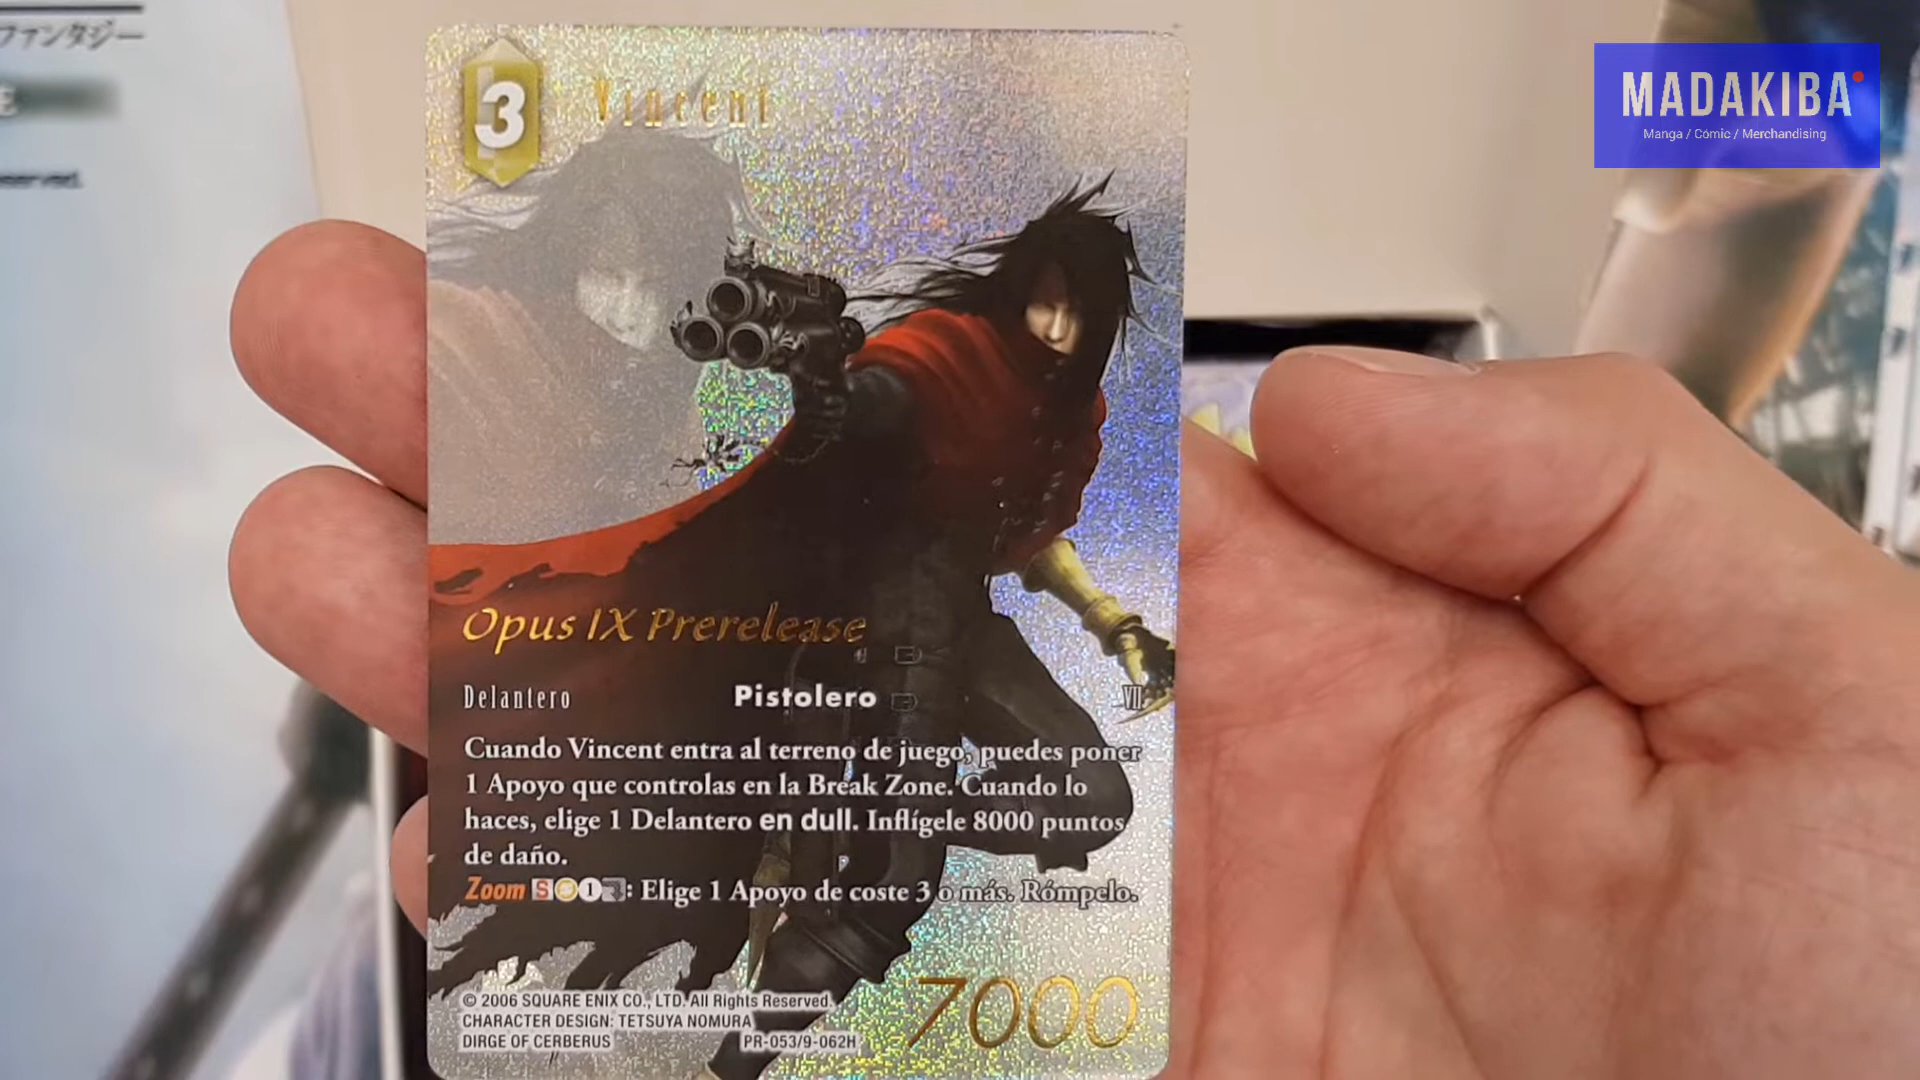 ファンタジー
3
Vincent
MADAKIBA
Manga / Cómic / Merchandising
Opus IX Prerelease
Delantero Pistolero VII
Cuando Vincent entra al terreno de juego, puedes poner
1 Apoyo que controlas en la Break Zone. Cuando lo
haces, elige 1 Delantero en dull. Inflígele 8000 puntos
de daño.
Zoom S 1: Elige 1 Apoyo de coste 3 o más. Rómpelo.
© 2006 SQUARE ENIX CO., LTD. All Rights Reserved.
CHARACTER DESIGN: TETSUYA NOMURA
DIRGE OF CERBERUS PR-053/9-062H
7000